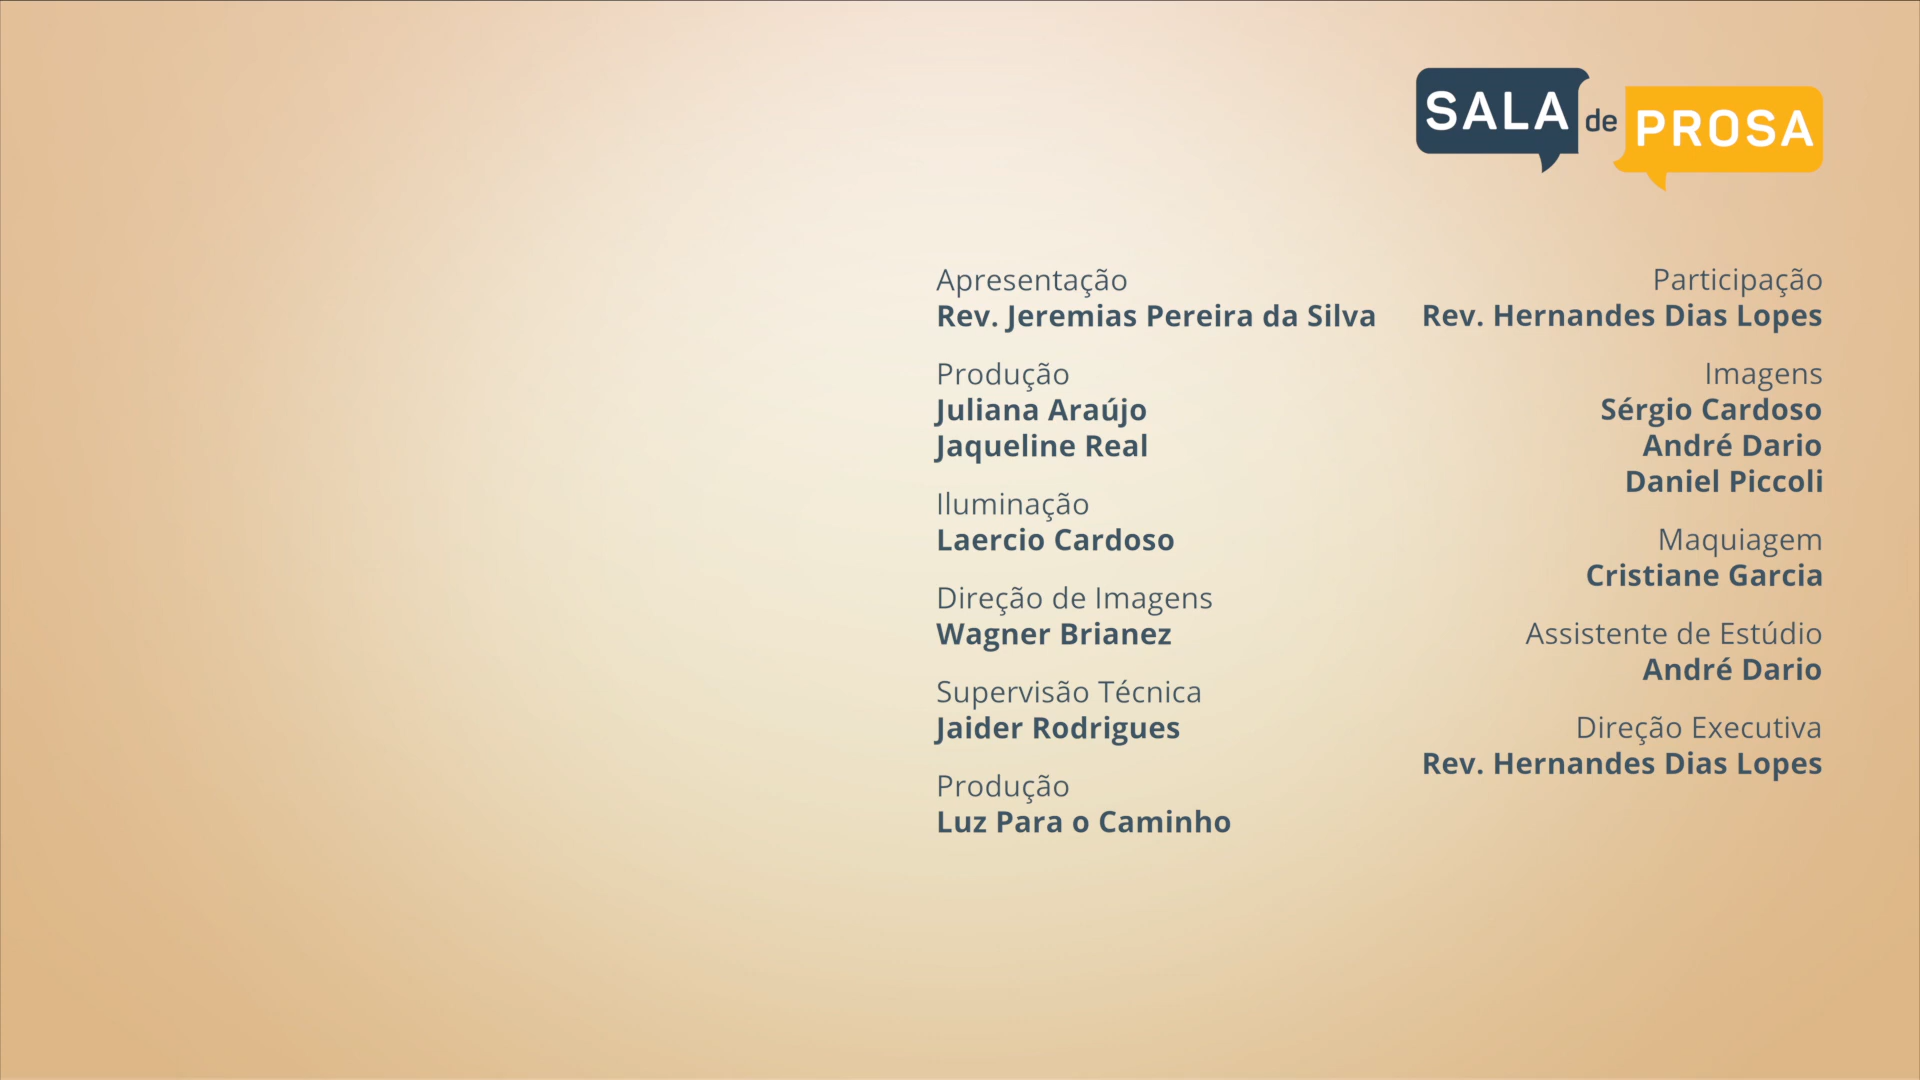 SALA de PROSA
Apresentação
Rev. Jeremias Pereira da Silva
Produção
Juliana Araújo
Jaqueline Real
Iluminação
Laercio Cardoso
Direção de Imagens
Wagner Brianez
Supervisão Técnica
Jaider Rodrigues
Produção
Luz Para o Caminho
Participação
Rev. Hernandes Dias Lopes
Imagens
Sérgio Cardoso
André Dario
Daniel Piccoli
Maquiagem
Cristiane Garcia
Assistente de Estúdio
André Dario
Direção Executiva
Rev. Hernandes Dias Lopes